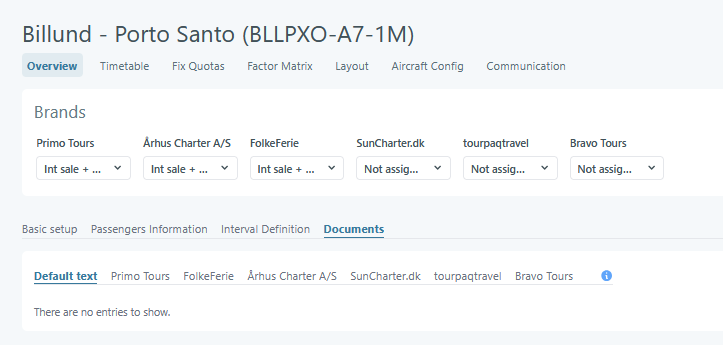 Billund - Porto Santo (BLLPXO-A7-1M)
Overview Timetable Fix Quotas Factor Matrix Layout Aircraft Config Communication
Brands
Primo Tours Århus Charter A/S FolkeFerie SunCharter.dk tourpaqtravel Bravo Tours
Int sale + ... Int sale + ... Int sale + ... Not assig... Not assig... Not assig...
Basic setup Passengers Information Interval Definition Documents
Default text Primo Tours FolkeFerie Århus Charter A/S SunCharter.dk tourpaqtravel Bravo Tours i
There are no entries to show.